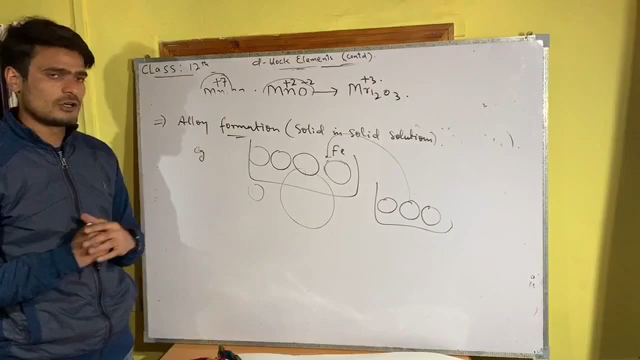 CLASS: 12th d-block Elements (contd)
+7 +2 -2 +3
Mn MnO → Mn2O3.
⇒ Alloy formation (Solid in solid solution)
eg Fe